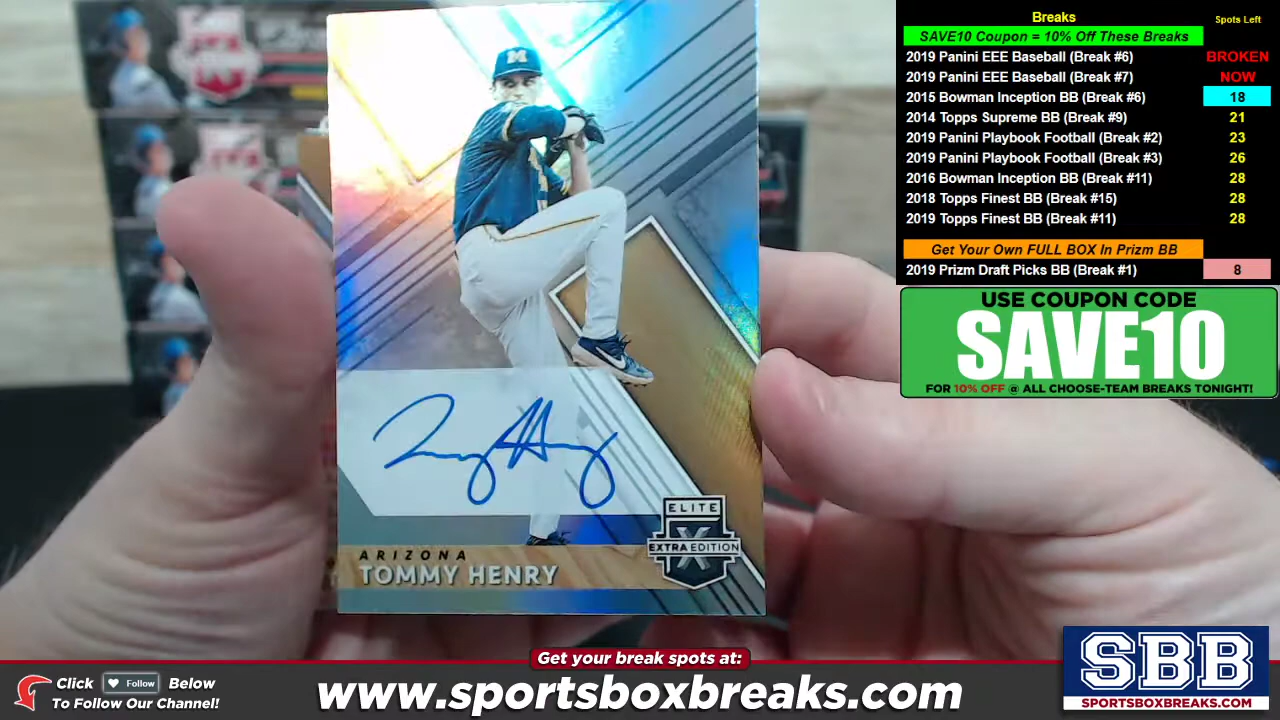 Breaks Spots Left
SAVE10 Coupon = 10% Off These Breaks
2019 Panini EEE Baseball (Break #6) BROKEN
2019 Panini EEE Baseball (Break #7) NOW
2015 Bowman Inception BB (Break #6) 18
2014 Topps Supreme BB (Break #9) 21
2019 Panini Playbook Football (Break #2) 23
2019 Panini Playbook Football (Break #3) 26
2016 Bowman Inception BB (Break #11) 28
2018 Topps Finest BB (Break #15) 28
2019 Topps Finest BB (Break #11) 28
Get Your Own FULL BOX In Prizm BB
2019 Prizm Draft Picks BB (Break #1) 8
USE COUPON CODE
SAVE10
FOR 10% OFF @ ALL CHOOSE-TEAM BREAKS TONIGHT!
M
Tommy Henry
ELITE
X
EXTRA EDITION
ARIZONA
TOMMY HENRY
Get your break spots at:
Click Follow Below
To Follow Our Channel!
www.sportsboxbreaks.com
SBB
SPORTSBOXBREAKS.COM